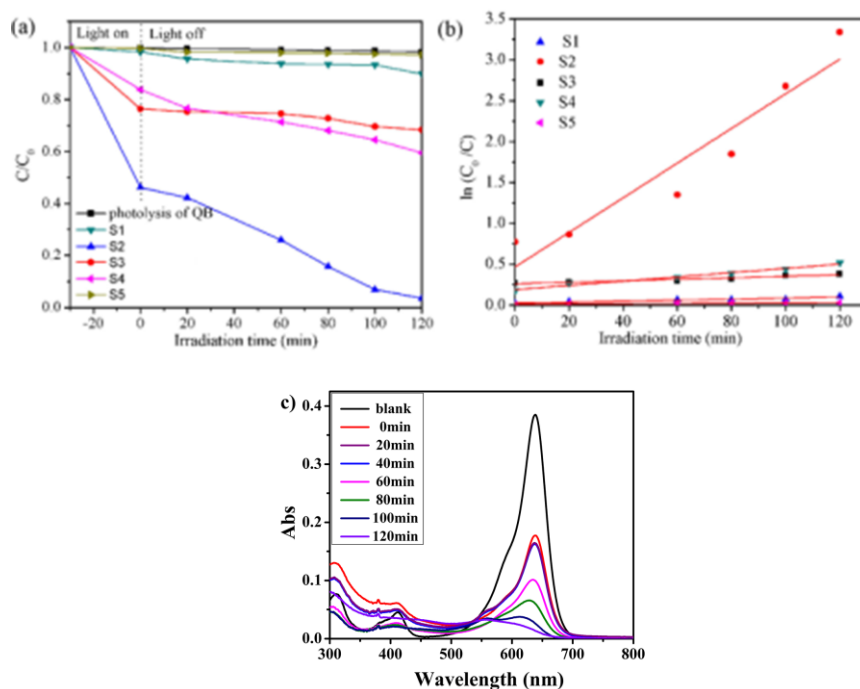 (a)
Light on
Light off
C/C0
1.0
0.8
0.6
0.4
0.2
0.0
photolysis of QB
S1
S2
S3
S4
S5
-20 0 20 40 60 80 100 120
Irradiation time (min)
(b)
ln (C0 /C)
3.5
3.0
2.5
2.0
1.5
1.0
0.5
0.0
S1
S2
S3
S4
S5
0 20 40 60 80 100 120
Irradiation time (min)
c)
Abs
0.4
0.3
0.2
0.1
0.0
blank
0min
20min
40min
60min
80min
100min
120min
300 400 500 600 700 800
Wavelength (nm)